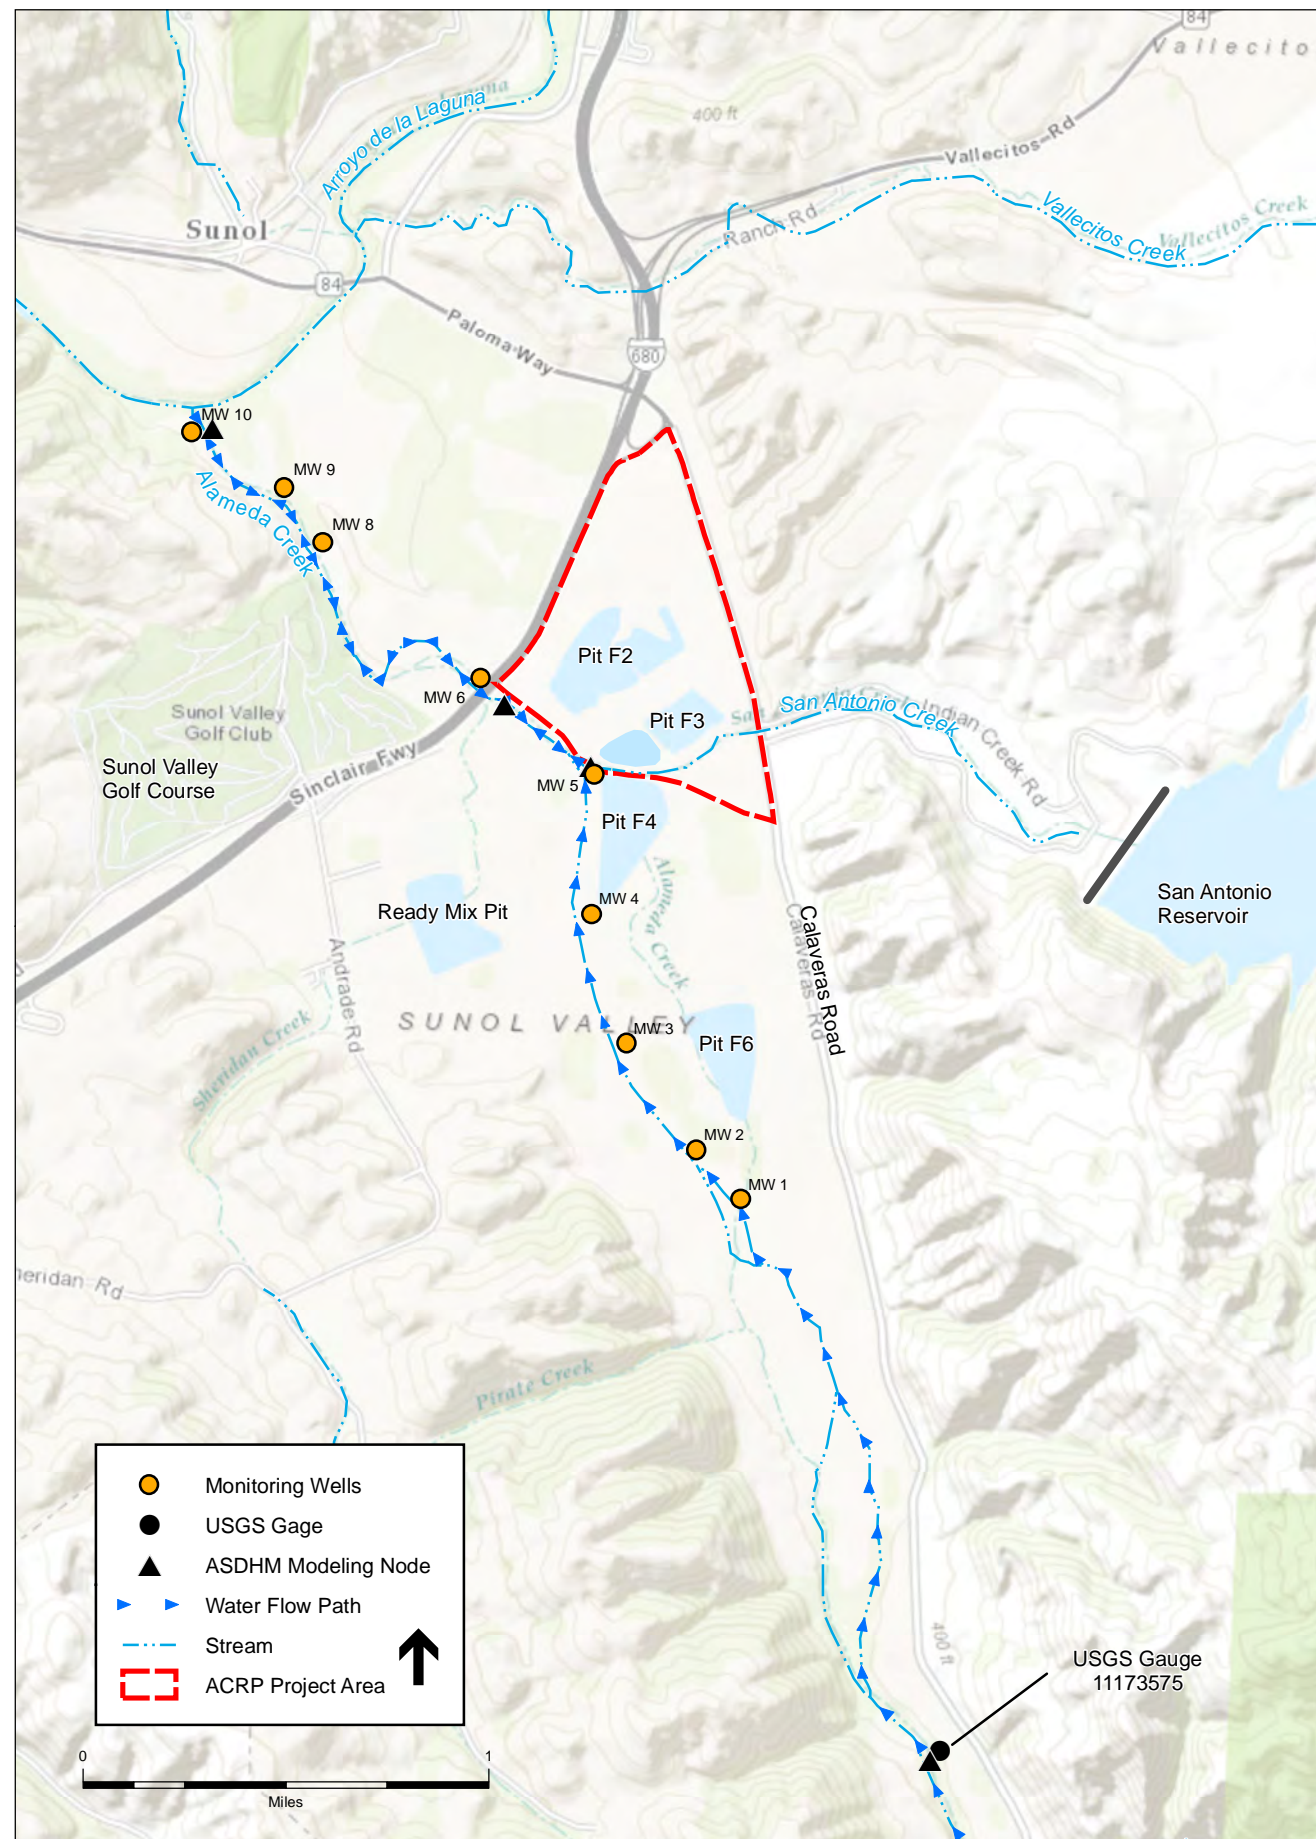 84
Vallecito
Laguna
Arroyo de la Laguna
400 ft
Vallecitos Rd
Sunol
Ranch Rd
Vallecitos Creek
Vallecitos Creek
84
Paloma Way
680
MW 10
MW 9
Alameda Creek
MW 8
Pit F2
MW 6
Pit F3
San Antonio Creek
San Antonio Creek
Indian Creek Rd
Sunol Valley
Golf Club
Sunol Valley
Golf Course
Sinclair Fwy
MW 5
Pit F4
Alameda Creek
San Antonio
Reservoir
Ready Mix Pit
MW 4
Calaveras Road
Calaveras Rd
Andrade Rd
SUNOL VALLEY
MW 3
Pit F6
Sheridan Creek
MW 2
MW 1
heridan Rd
Pirate Creek
Monitoring Wells
USGS Gage
ASDHM Modeling Node
Water Flow Path
Stream
ACRP Project Area
400 ft
USGS Gauge
11173575
0
1
Miles